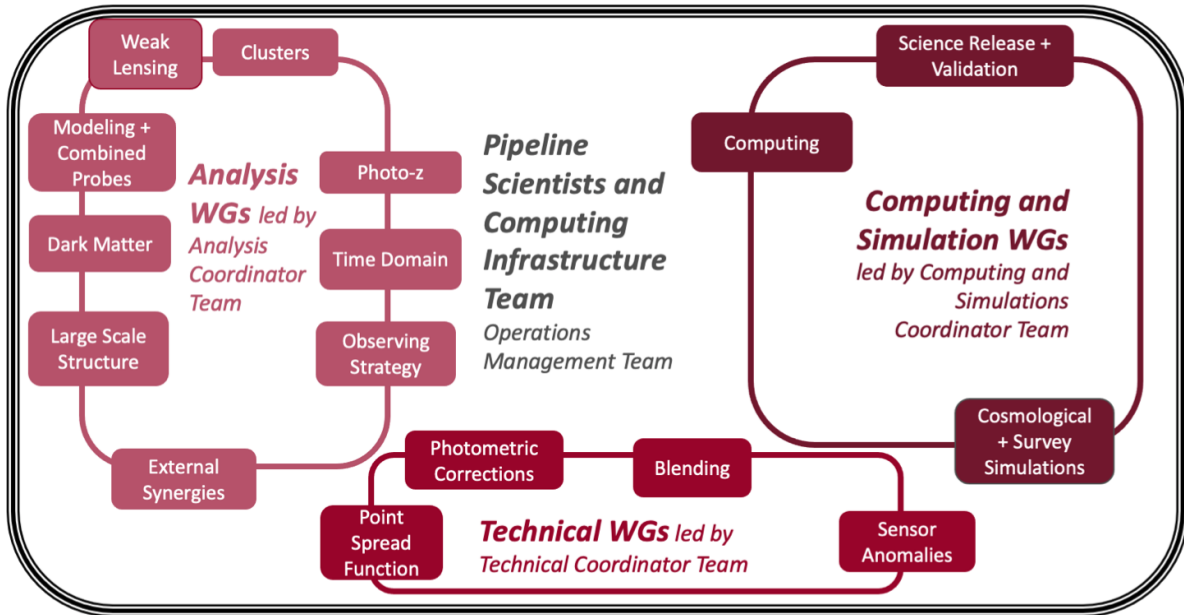 Weak
Lensing
Clusters
Modeling +
Combined
Probes
Dark Matter
Large Scale
Structure
External
Synergies
Photo-z
Time Domain
Observing
Strategy
Analysis
WGs led by
Analysis
Coordinator
Team
Pipeline
Scientists and
Computing
Infrastructure
Team
Operations
Management Team
Science Release +
Validation
Computing
Computing and
Simulation WGs
led by Computing and
Simulations
Coordinator Team
Cosmological
+ Survey
Simulations
Photometric
Corrections
Blending
Point
Spread
Function
Technical WGs led by
Technical Coordinator Team
Sensor
Anomalies